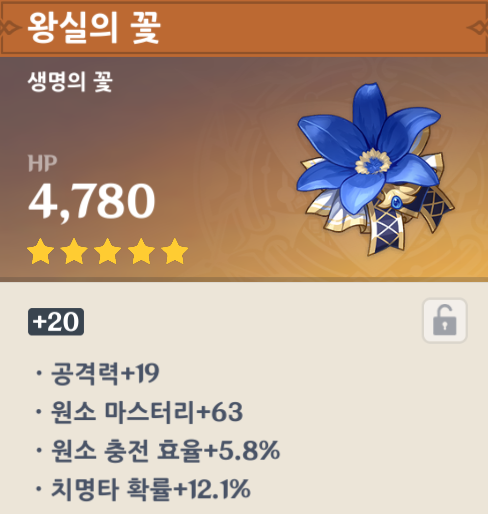 왕실의 꽃
생명의 꽃
HP
4,780
+20
· 공격력+19
· 원소 마스터리+63
· 원소 충전 효율+5.8%
· 치명타 확률+12.1%